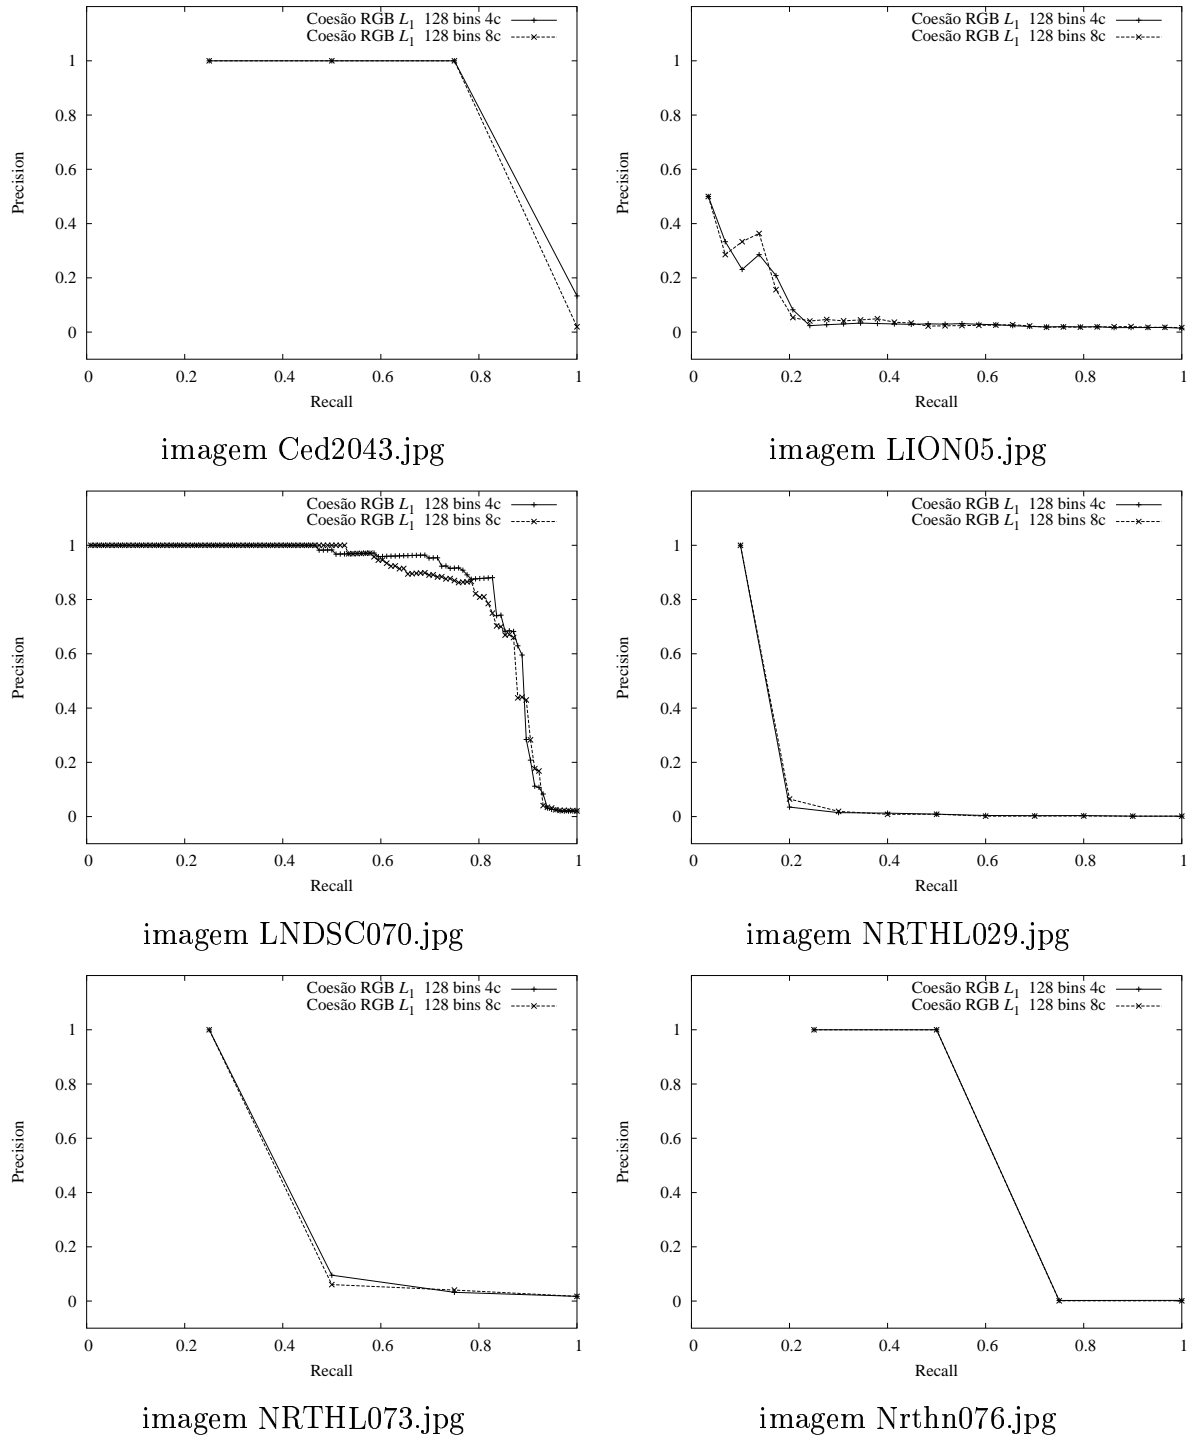 Coesão RGB L1 128 bins 4c
Coesão RGB L1 128 bins 8c
1
0.8
0.6
0.4
0.2
0
Precision
0 0.2 0.4 0.6 0.8 1
Recall
imagem Ced2043.jpg
Coesão RGB L1 128 bins 4c
Coesão RGB L1 128 bins 8c
1
0.8
0.6
0.4
0.2
0
Precision
0 0.2 0.4 0.6 0.8 1
Recall
imagem LION05.jpg
Coesão RGB L1 128 bins 4c
Coesão RGB L1 128 bins 8c
1
0.8
0.6
0.4
0.2
0
Precision
0 0.2 0.4 0.6 0.8 1
Recall
imagem LNDSC070.jpg
Coesão RGB L1 128 bins 4c
Coesão RGB L1 128 bins 8c
1
0.8
0.6
0.4
0.2
0
Precision
0 0.2 0.4 0.6 0.8 1
Recall
imagem NRTHL029.jpg
Coesão RGB L1 128 bins 4c
Coesão RGB L1 128 bins 8c
1
0.8
0.6
0.4
0.2
0
Precision
0 0.2 0.4 0.6 0.8 1
Recall
imagem NRTHL073.jpg
Coesão RGB L1 128 bins 4c
Coesão RGB L1 128 bins 8c
1
0.8
0.6
0.4
0.2
0
Precision
0 0.2 0.4 0.6 0.8 1
Recall
imagem Nrthn076.jpg